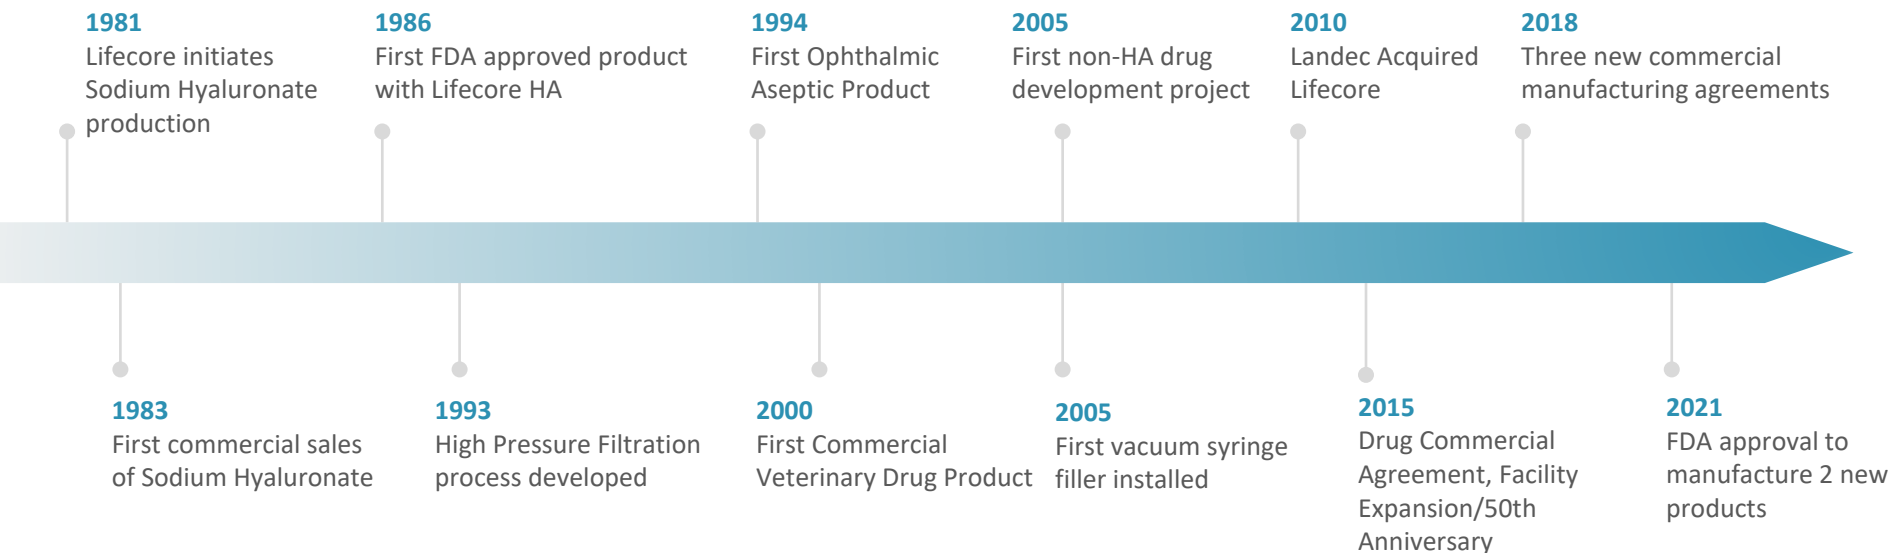 1981
Lifecore initiates
Sodium Hyaluronate
production
1986
First FDA approved product
with Lifecore HA
1994
First Ophthalmic
Aseptic Product
2005
First non-HA drug
development project
2010
Landec Acquired
Lifecore
2018
Three new commercial
manufacturing agreements
1983
First commercial sales
of Sodium Hyaluronate
1993
High Pressure Filtration
process developed
2000
First Commercial
Veterinary Drug Product
2005
First vacuum syringe
filler installed
2015
Drug Commercial
Agreement, Facility
Expansion/50th
Anniversary
2021
FDA approval to
manufacture 2 new
products